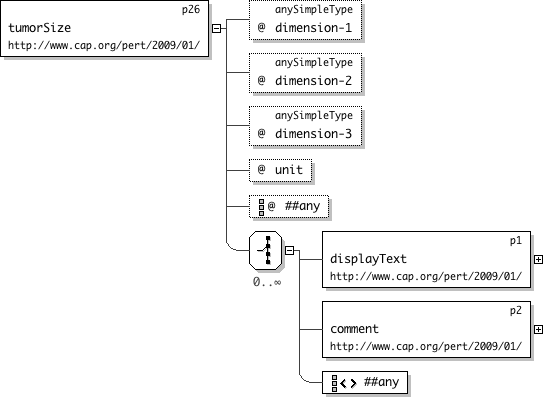 p26
tumorSize
http://www.cap.org/pert/2009/01/
anySimpleType
@ dimension-1
anySimpleType
@ dimension-2
anySimpleType
@ dimension-3
@ unit
@ ##any
0..∞
p1
displayText
http://www.cap.org/pert/2009/01/
p2
comment
http://www.cap.org/pert/2009/01/
<> ##any